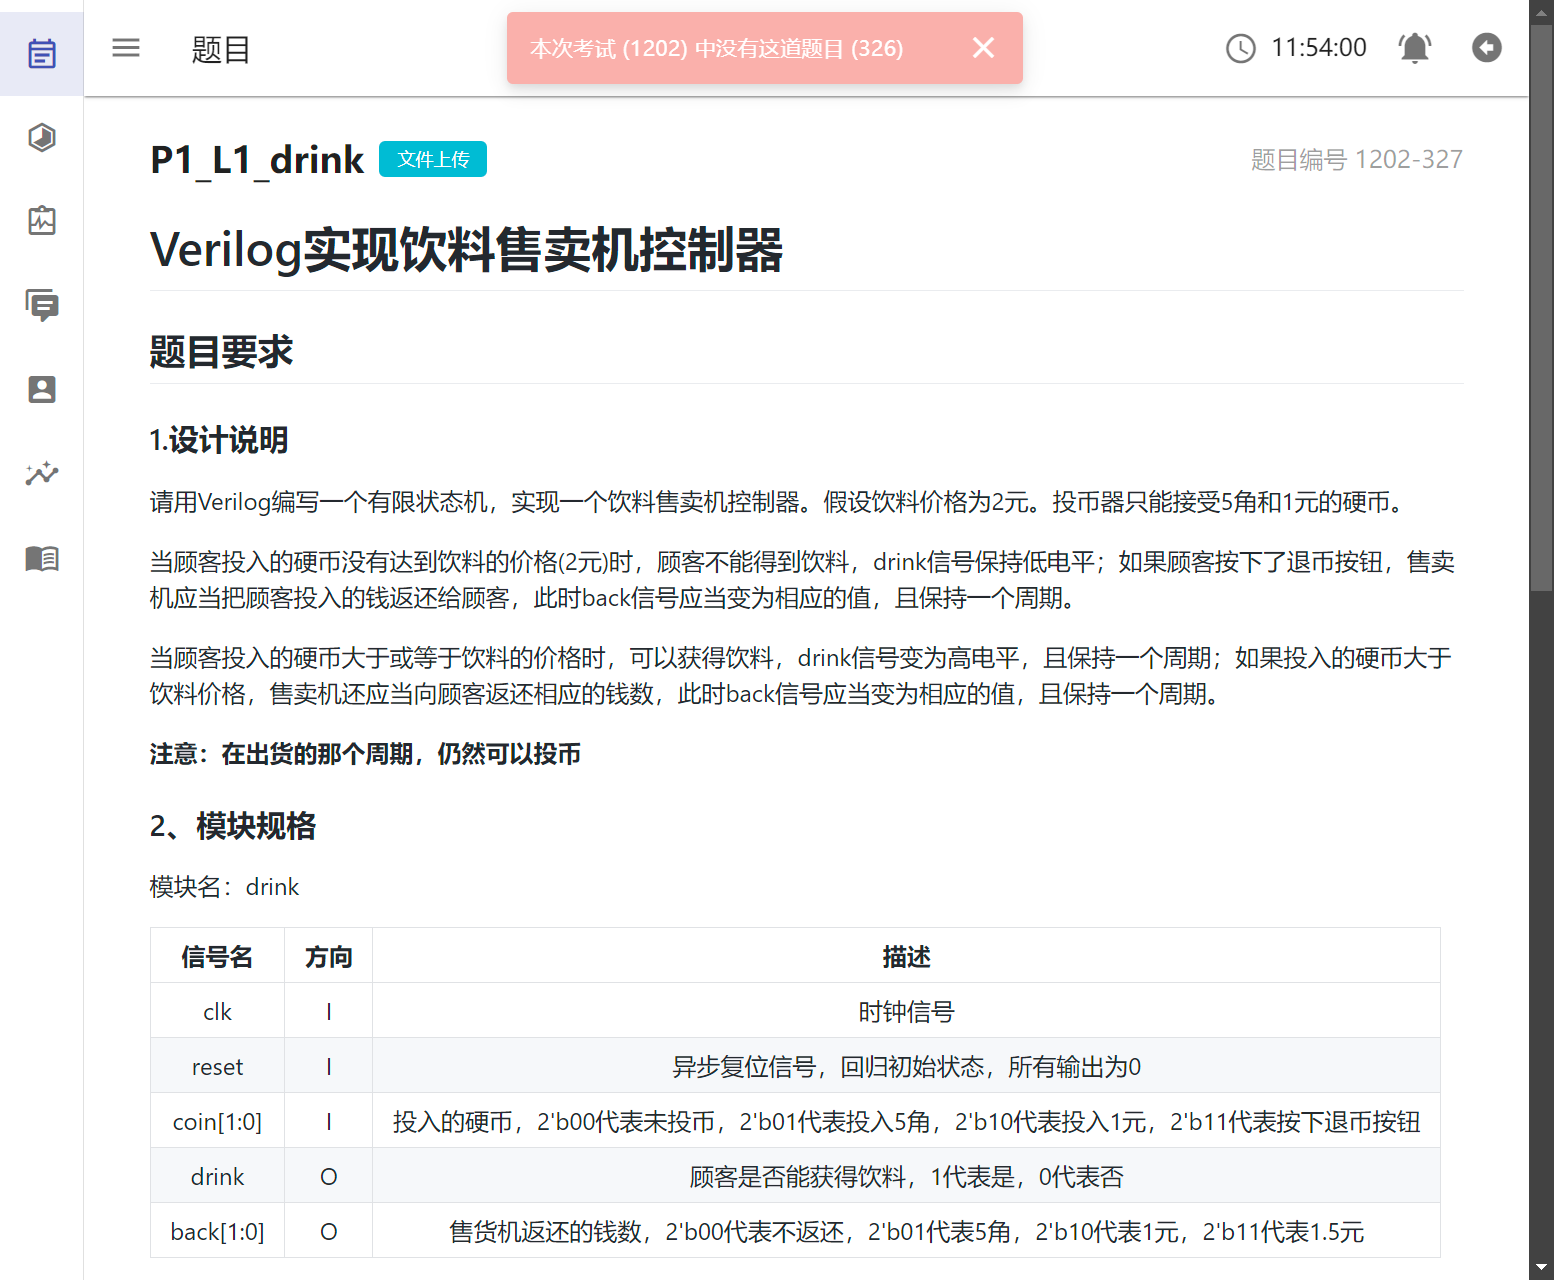 题目
本次考试 (1202) 中没有这道题目 (326)
11:54:00
P1_L1_drink
文件上传
题目编号 1202-327
Verilog实现饮料售卖机控制器
题目要求
1.设计说明
请用Verilog编写一个有限状态机，实现一个饮料售卖机控制器。假设饮料价格为2元。投币器只能接受5角和1元的硬币。
当顾客投入的硬币没有达到饮料的价格(2元)时，顾客不能得到饮料，drink信号保持低电平；如果顾客按下了退币按钮，售卖
机应当把顾客投入的钱返还给顾客，此时back信号应当变为相应的值，且保持一个周期。
当顾客投入的硬币大于或等于饮料的价格时，可以获得饮料，drink信号变为高电平，且保持一个周期；如果投入的硬币大于
饮料价格，售卖机还应当向顾客返还相应的钱数，此时back信号应当变为相应的值，且保持一个周期。
注意：在出货的那个周期，仍然可以投币
2、模块规格
模块名：drink
信号名 方向 描述
clk I 时钟信号
reset I 异步复位信号，回归初始状态，所有输出为0
coin[1:0] I 投入的硬币，2'b00代表未投币，2'b01代表投入5角，2'b10代表投入1元，2'b11代表按下退币按钮
drink O 顾客是否能获得饮料，1代表是，0代表否
back[1:0] O 售货机返还的钱数，2'b00代表不返还，2'b01代表5角，2'b10代表1元，2'b11代表1.5元